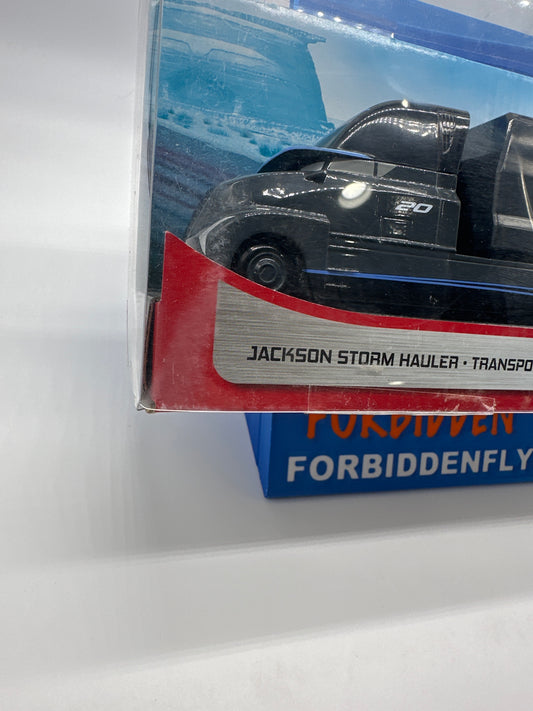 20
JACKSON STORM HAULER • TRANSPO
FORBIDDEN
FORBIDDENFLY